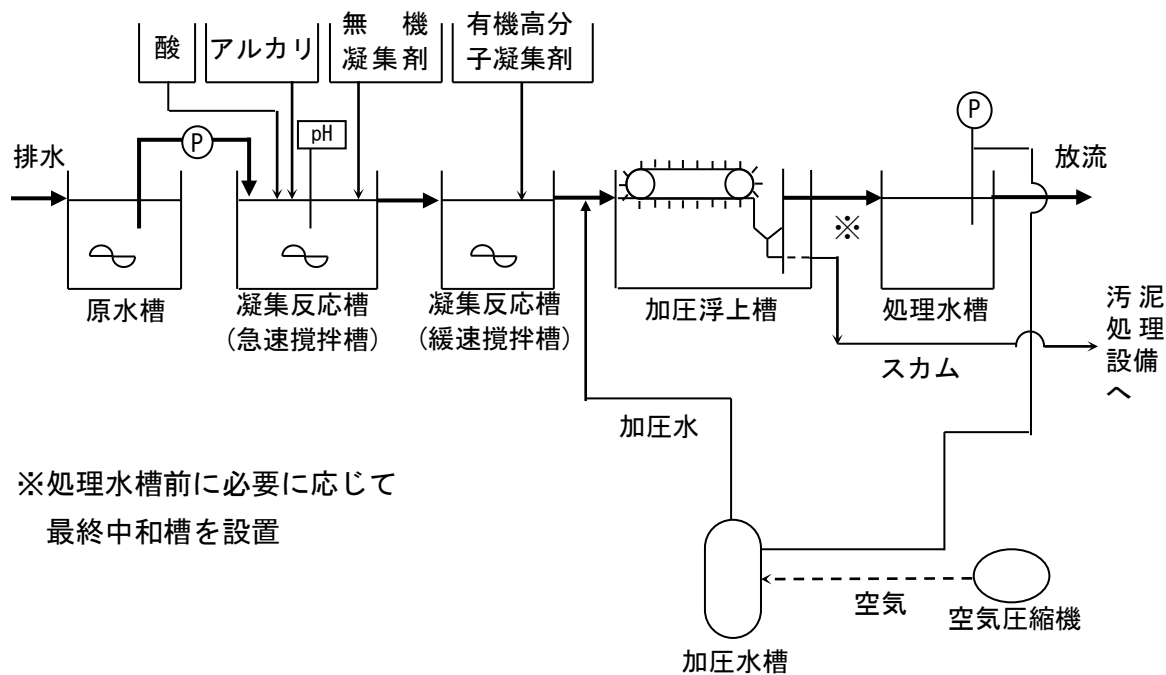 酸
アルカリ
無 機
凝集剤
有機高分
子凝集剤
P
pH
P
排水
放流
※
原水槽
凝集反応槽
(急速撹拌槽)
凝集反応槽
(緩速撹拌槽)
加圧浮上槽
処理水槽
汚 泥
処 理
設 備
へ
スカム
加圧水
※処理水槽前に必要に応じて
最終中和槽を設置
空気
空気圧縮機
加圧水槽